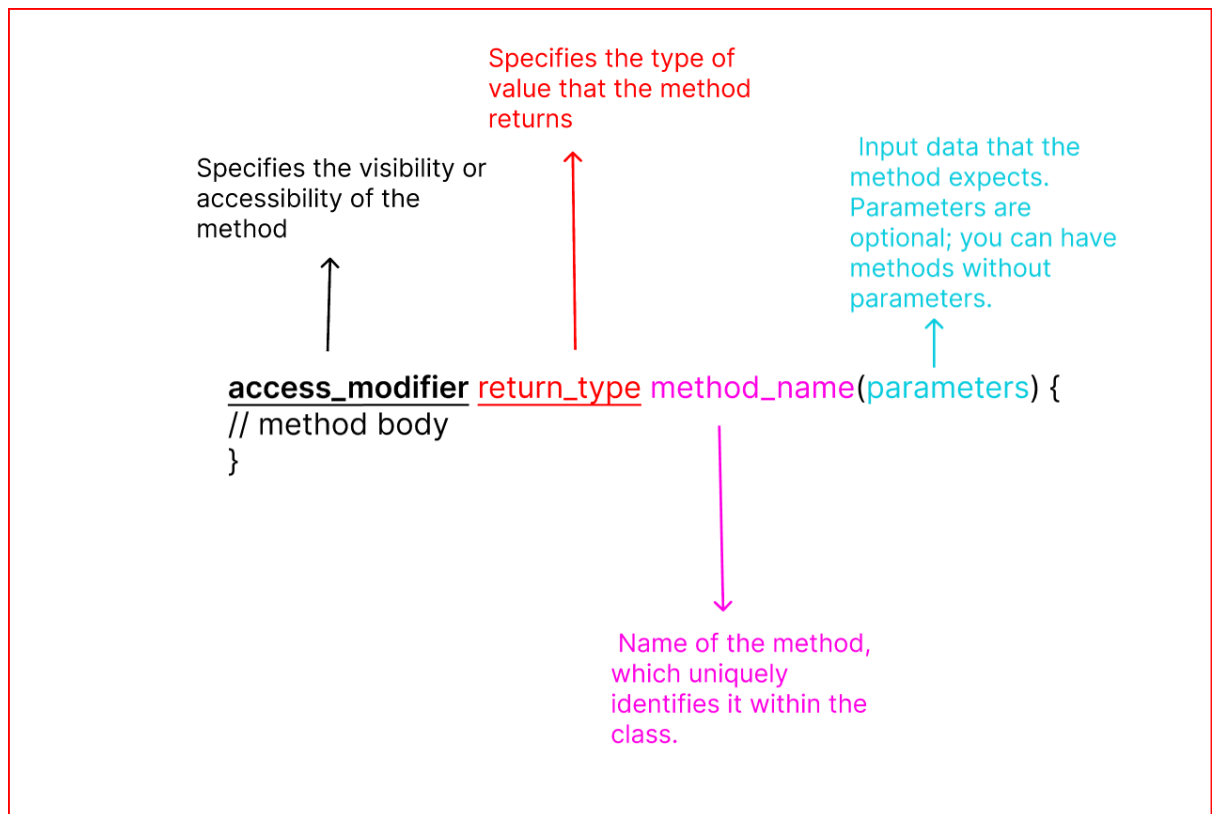 Specifies the type of
value that the method
returns
Specifies the visibility or
accessibility of the
method
Input data that the
method expects.
Parameters are
optional; you can have
methods without
parameters.
access_modifier return_type method_name(parameters) {
// method body
}
Name of the method,
which uniquely
identifies it within the
class.